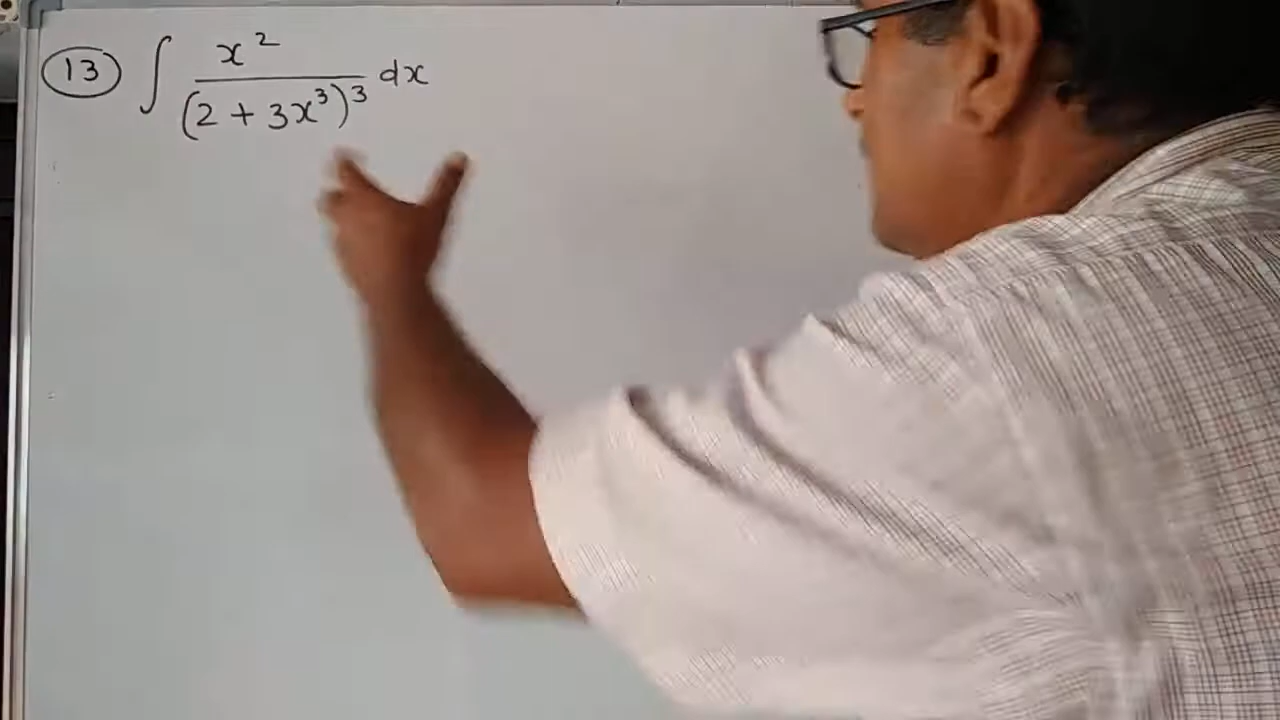 (13) ∫ x² / (2 + 3x³)³ dx